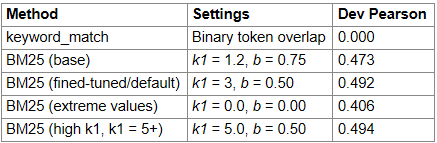 Method Settings Dev Pearson
keyword_match Binary token overlap 0.000
BM25 (base) k1 = 1.2, b = 0.75 0.473
BM25 (fined-tuned/default) k1 = 3, b = 0.50 0.492
BM25 (extreme values) k1 = 0.0, b = 0.00 0.406
BM25 (high k1, k1 = 5+) k1 = 5.0, b = 0.50 0.494